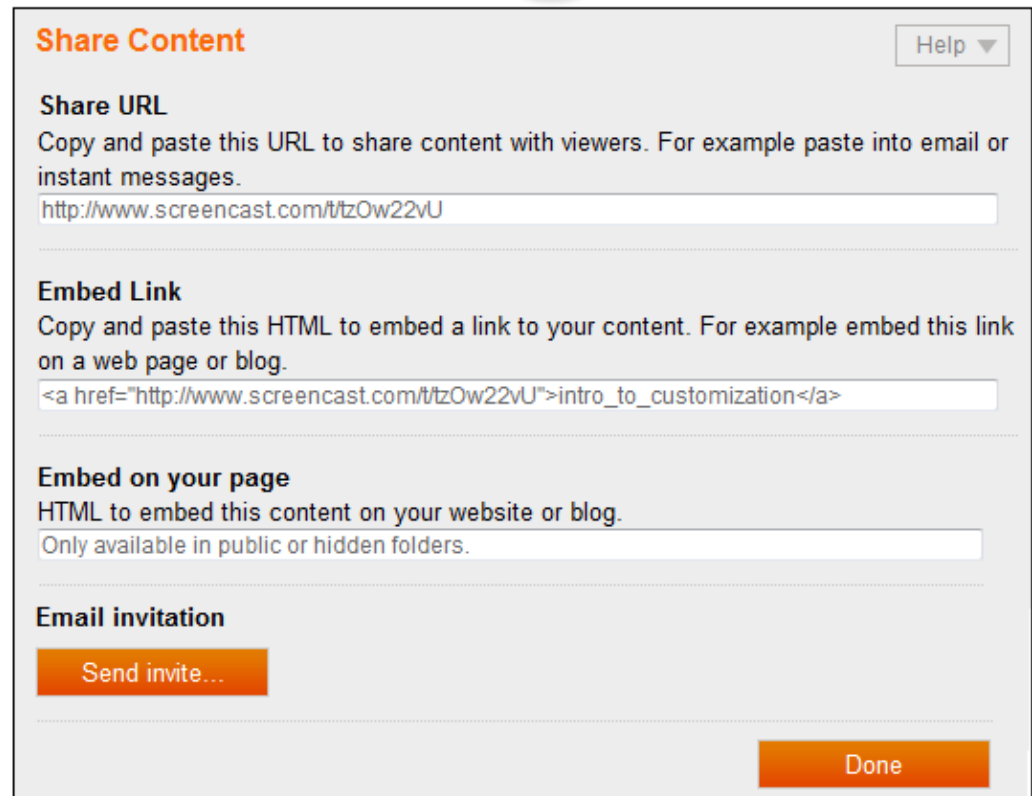 Share Content
Help
Share URL
Copy and paste this URL to share content with viewers. For example paste into email or
instant messages.
http://www.screencast.com/t/tzOw22vU
Embed Link
Copy and paste this HTML to embed a link to your content. For example embed this link
on a web page or blog.
<a href="http://www.screencast.com/t/tzOw22vU">intro_to_customization</a>
Embed on your page
HTML to embed this content on your website or blog.
Only available in public or hidden folders.
Email invitation
Send invite...
Done